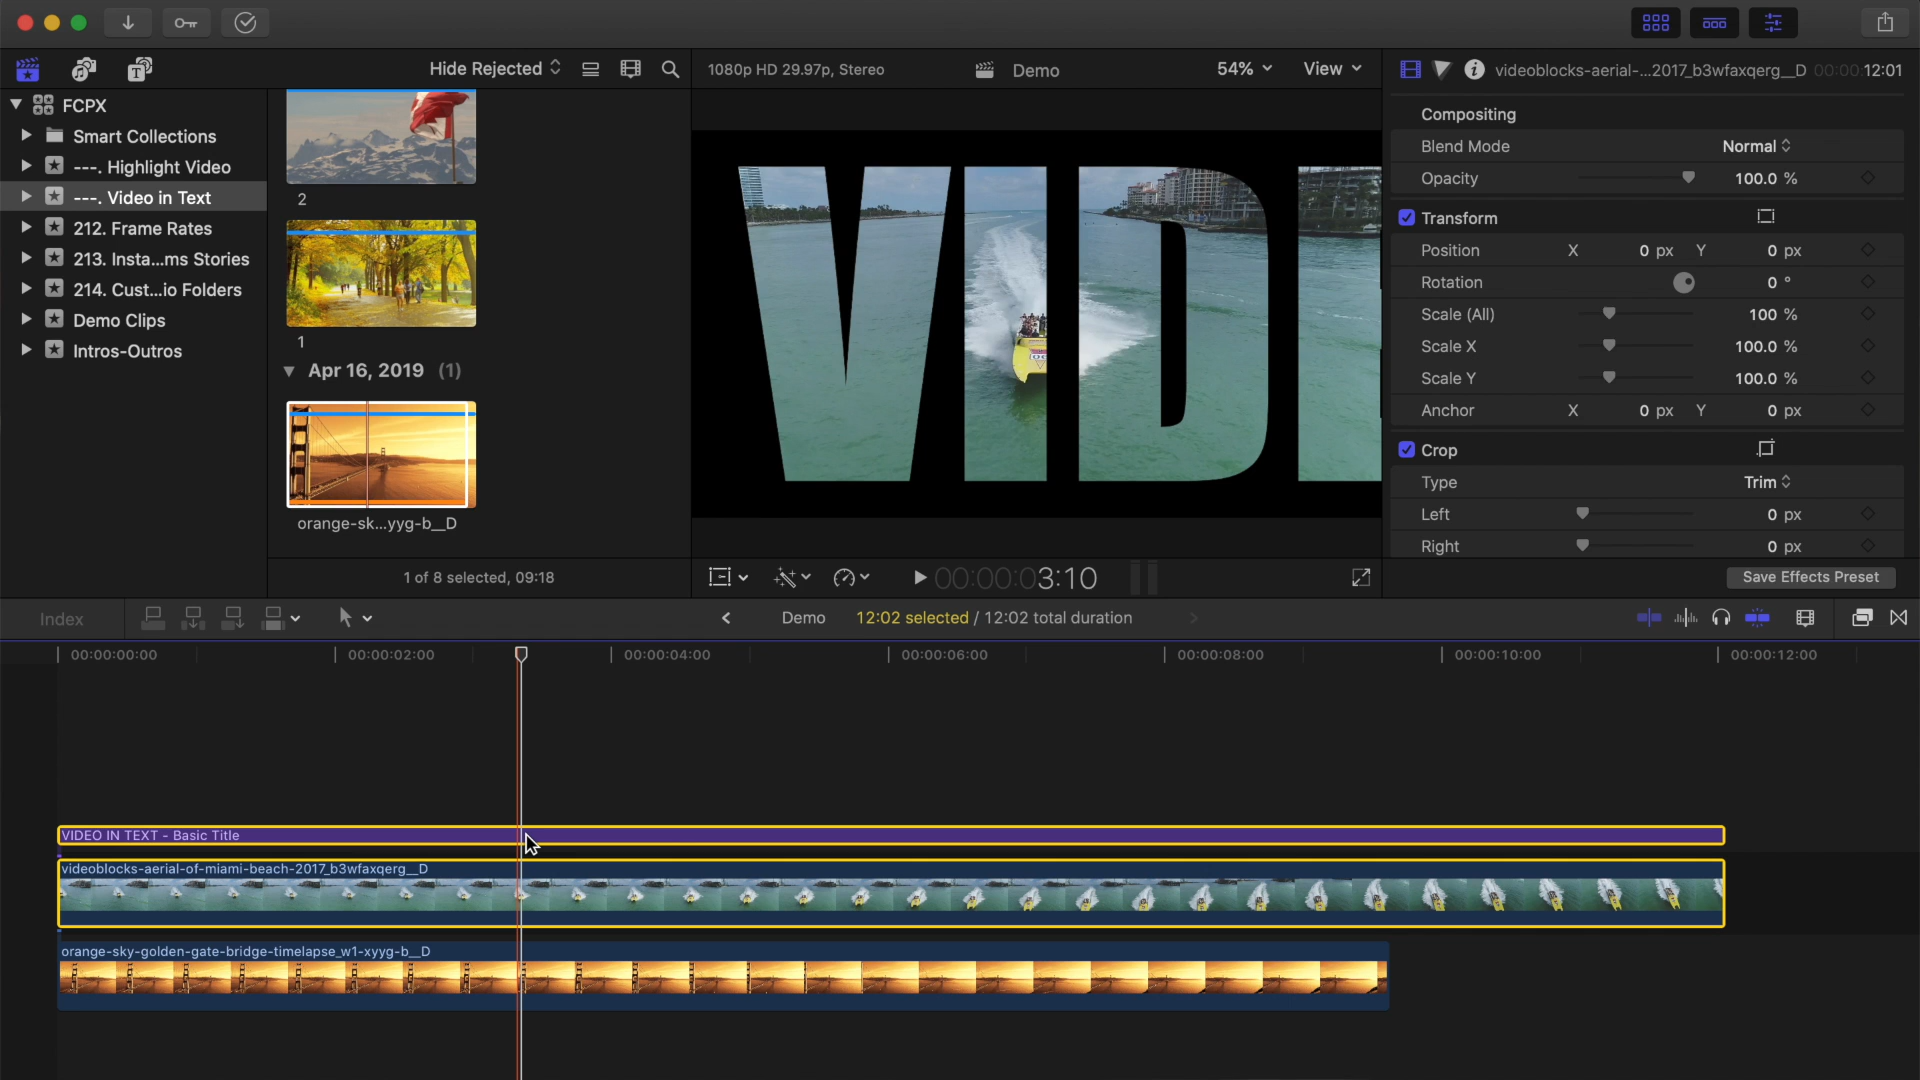 Hide Rejected
1080p HD 29.97p, Stereo
Demo
54%
View
videoblocks-aerial-...2017_b3wfaxqerg__D
00:00:12:01
FCPX
Smart Collections
---. Highlight Video
---. Video in Text
212. Frame Rates
213. Insta...ms Stories
214. Cust...io Folders
Demo Clips
Intros-Outros
2
1
Apr 16, 2019 (1)
orange-sk...yyg-b__D
1 of 8 selected, 09:18
VIDE
00:00:03:10
Compositing
Blend Mode Normal
Opacity 100.0 %
Transform
Position X 0 px Y 0 px
Rotation 0 °
Scale (All) 100 %
Scale X 100.0 %
Scale Y 100.0 %
Anchor X 0 px Y 0 px
Crop
Type Trim
Left 0 px
Right 0 px
Save Effects Preset
Index
Demo 12:02 selected / 12:02 total duration
00:00:00:00 00:00:02:00 00:00:04:00 00:00:06:00 00:00:08:00 00:00:10:00 00:00:12:00
VIDEO IN TEXT - Basic Title
videoblocks-aerial-of-miami-beach-2017_b3wfaxqerg__D
orange-sky-golden-gate-bridge-timelapse_w1-xyyg-b__D